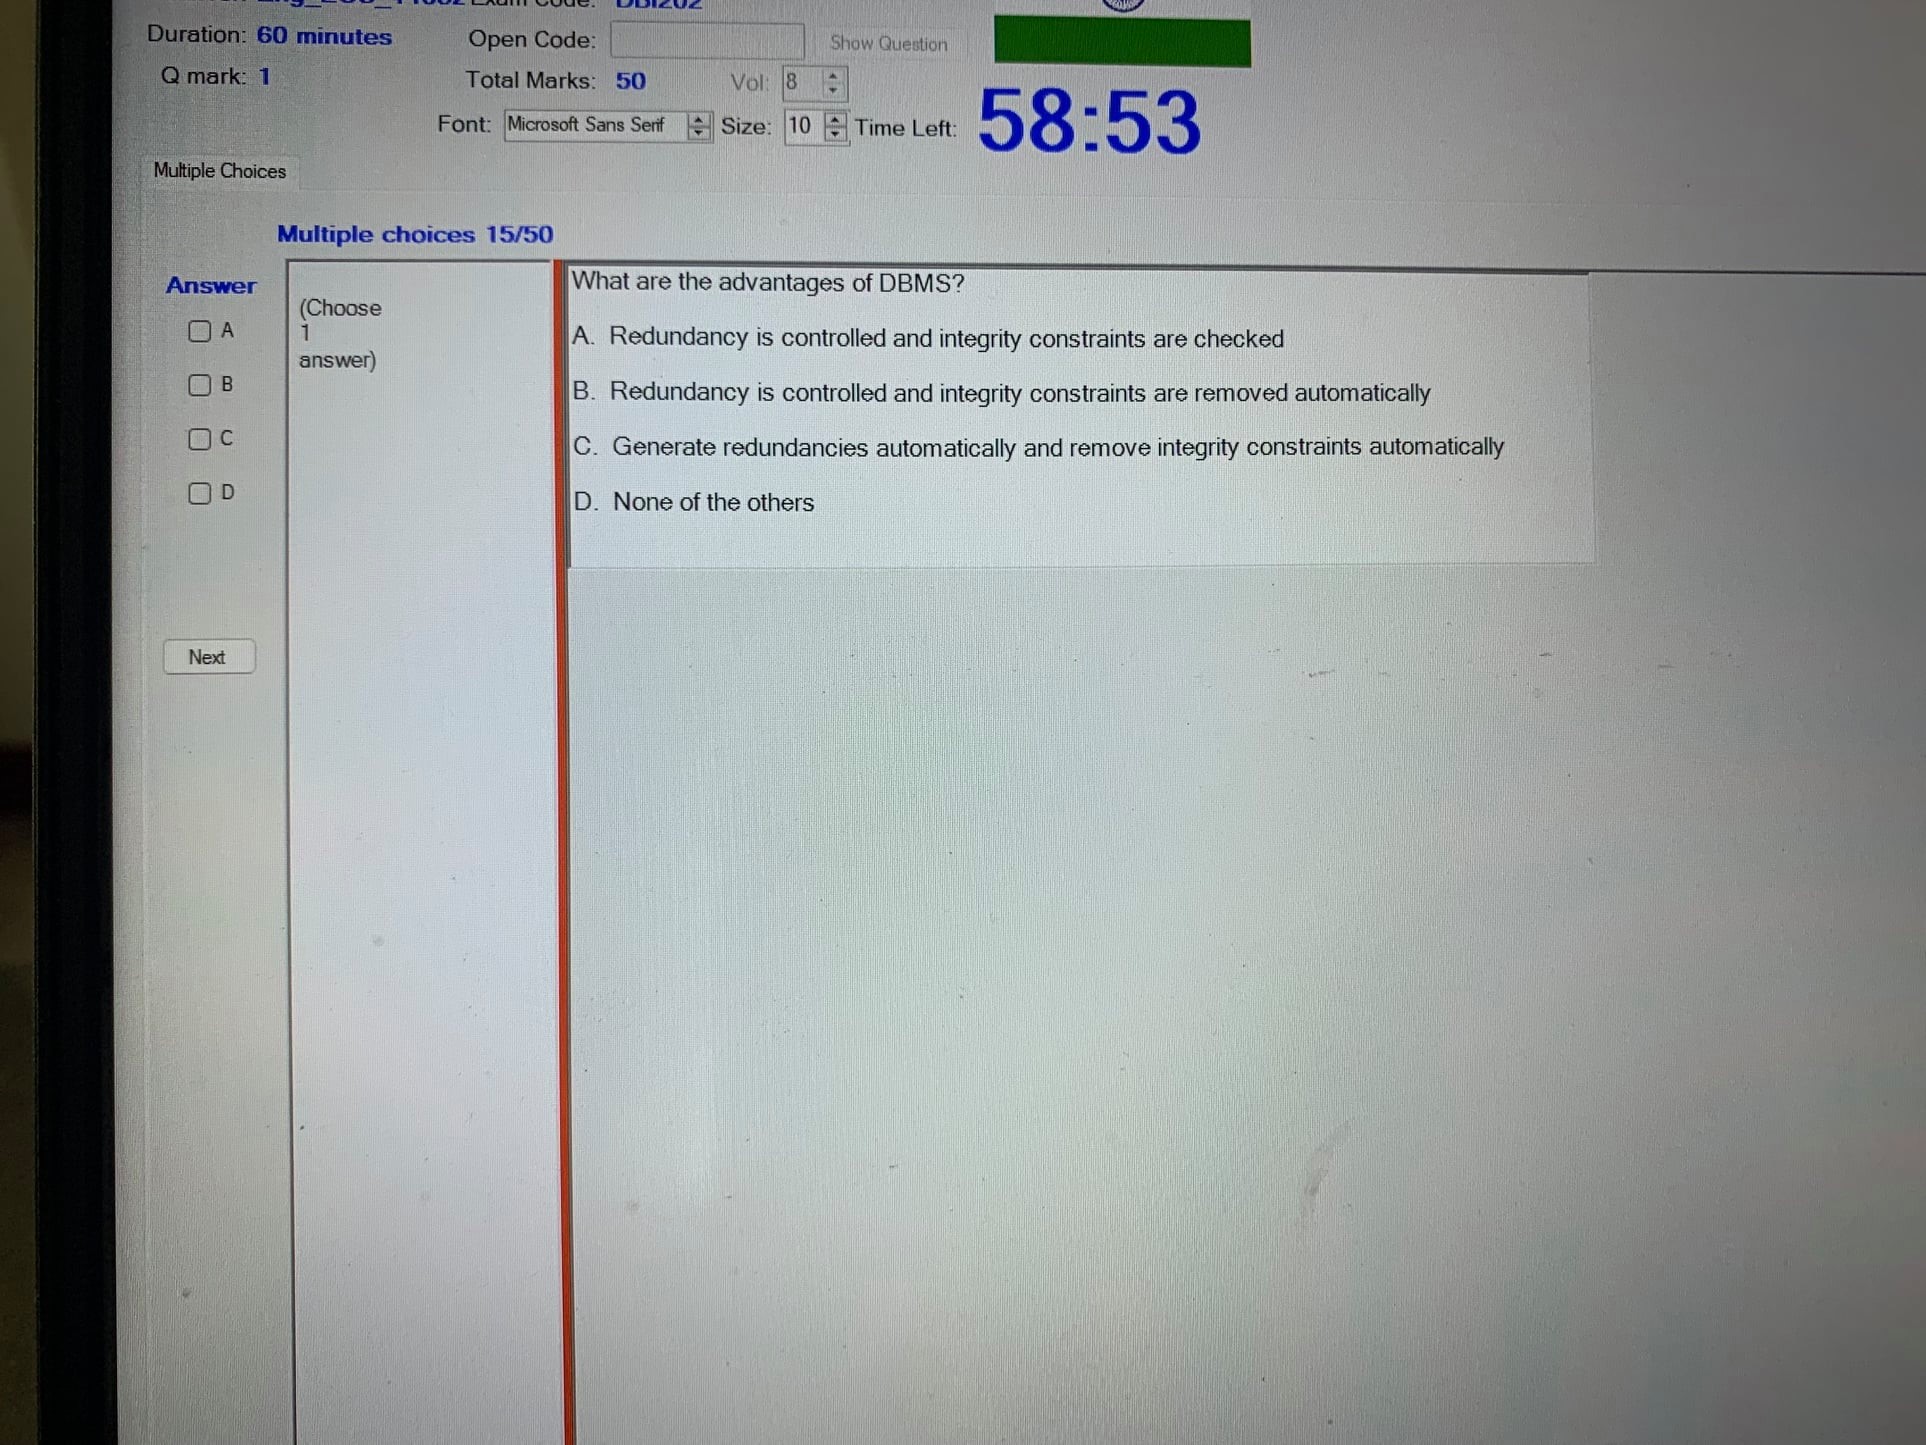 Exam Code: DBI202
Duration: 60 minutes
Open Code:
Show Question
Q mark: 1
Total Marks: 50
Vol: 8
Font: Microsoft Sans Serif
Size: 10
Time Left: 58:53
Multiple Choices
Multiple choices 15/50
Answer
A
B
C
D
Next
(Choose
1
answer)
What are the advantages of DBMS?
A. Redundancy is controlled and integrity constraints are checked
B. Redundancy is controlled and integrity constraints are removed automatically
C. Generate redundancies automatically and remove integrity constraints automatically
D. None of the others